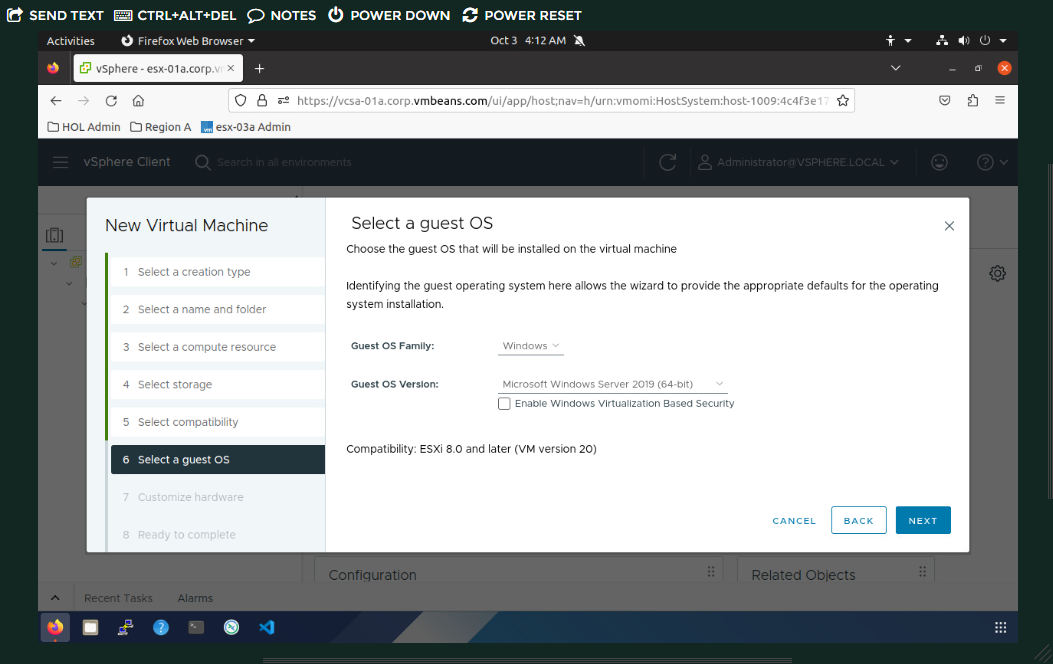 SEND TEXT CTRL+ALT+DEL NOTES POWER DOWN POWER RESET
Activities Firefox Web Browser Oct 3 4:12 AM
vSphere - esx-01a.corp.v
https://vcsa-01a.corp.vmbeans.com/ui/app/host;nav=h/urn:vmomi:HostSystem:host-1009:4c4f3e17
HOL Admin Region A vm esx-03a Admin
vSphere Client Search in all environments Administrator@VSPHERE.LOCAL
New Virtual Machine
1 Select a creation type
2 Select a name and folder
3 Select a compute resource
4 Select storage
5 Select compatibility
6 Select a guest OS
7 Customize hardware
8 Ready to complete
Select a guest OS
Choose the guest OS that will be installed on the virtual machine
Identifying the guest operating system here allows the wizard to provide the appropriate defaults for the operating
system installation.
Guest OS Family: Windows
Guest OS Version: Microsoft Windows Server 2019 (64-bit)
Enable Windows Virtualization Based Security
Compatibility: ESXi 8.0 and later (VM version 20)
CANCEL BACK NEXT
Configuration Related Objects
Recent Tasks Alarms